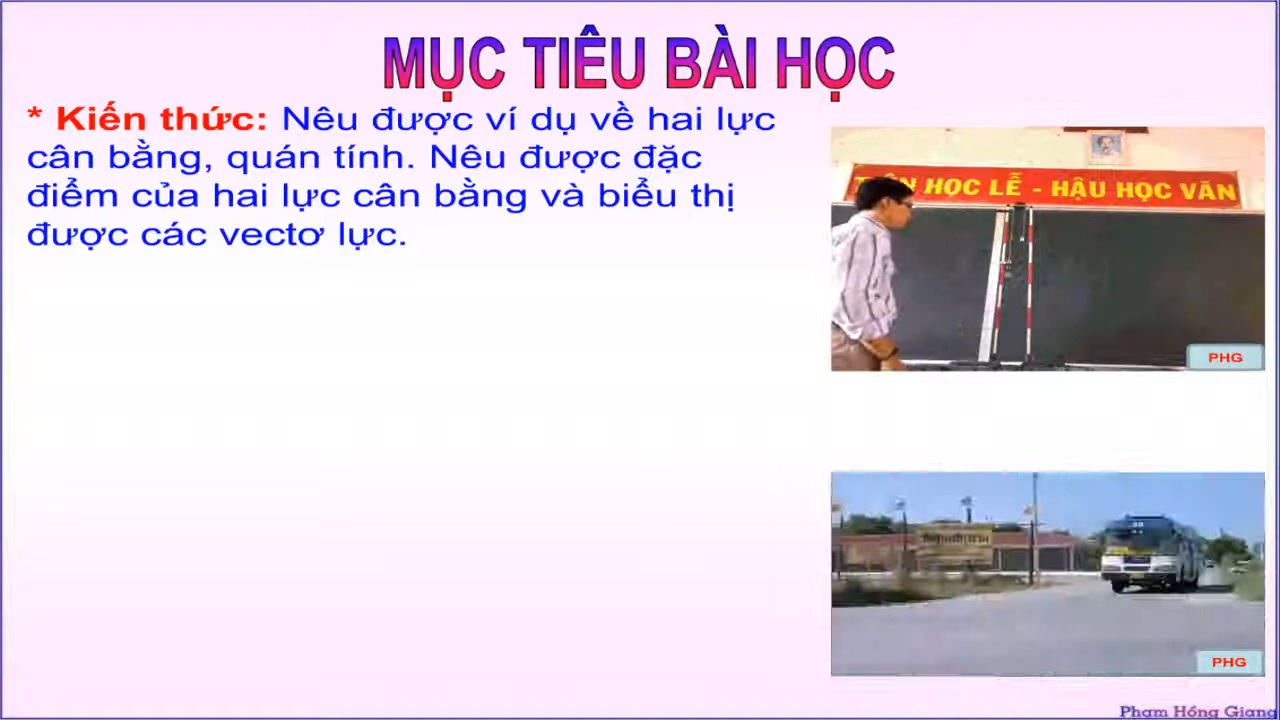 MỤC TIÊU BÀI HỌC
* Kiến thức: Nêu được ví dụ về hai lực
cân bằng, quán tính. Nêu được đặc
điểm của hai lực cân bằng và biểu thị
được các vectơ lực.
HỌC LỄ - HẬU HỌC VĂN
PHG
PHG
Phạm Hồng Giang